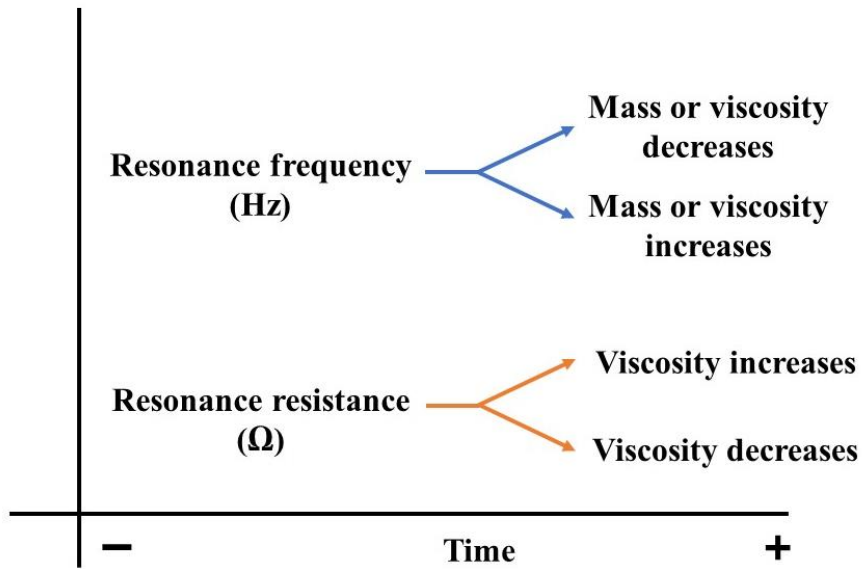 Mass or viscosity
decreases
Resonance frequency
(Hz)
Mass or viscosity
increases
Viscosity increases
Resonance resistance
(Ω)
Viscosity decreases
− Time +